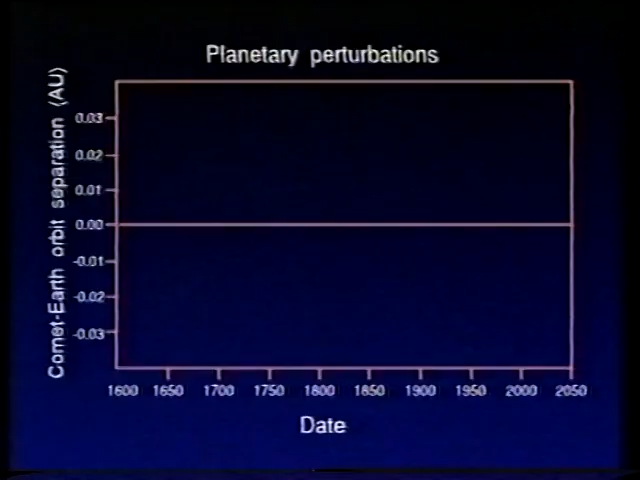 Planetary perturbations
Comet-Earth orbit separation (AU)
0.03
0.02
0.01
0.00
-0.01
-0.02
-0.03
1600 1650 1700 1750 1800 1850 1900 1950 2000 2050
Date